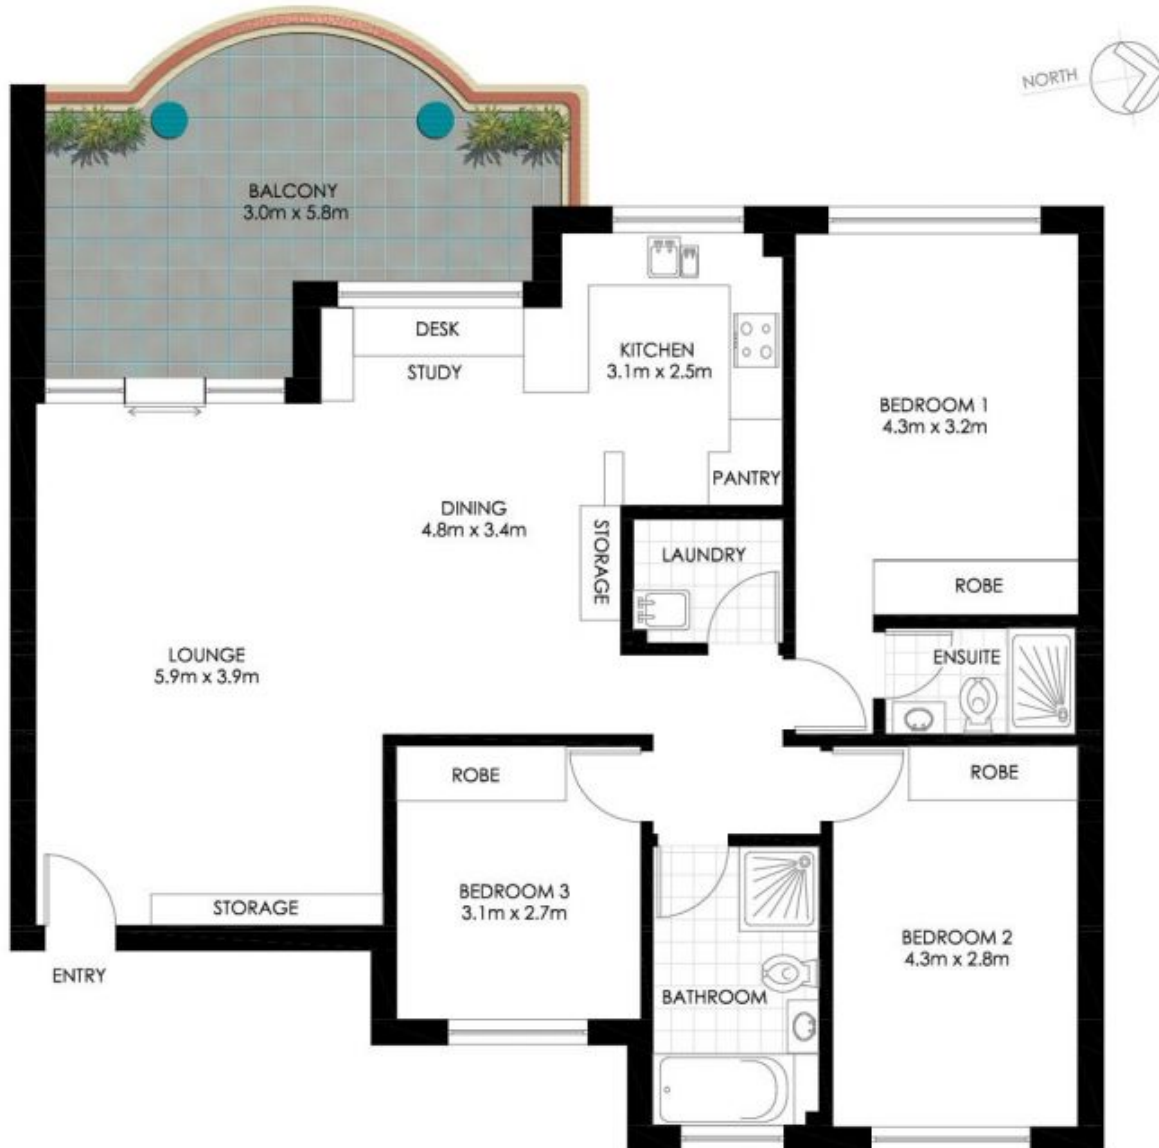 NORTH
BALCONY
3.0m x 5.8m
DESK
STUDY
KITCHEN
3.1m x 2.5m
BEDROOM 1
4.3m x 3.2m
PANTRY
DINING
4.8m x 3.4m
STORAGE
LAUNDRY
ROBE
LOUNGE
5.9m x 3.9m
ENSUITE
ROBE
ROBE
BEDROOM 3
3.1m x 2.7m
STORAGE
BEDROOM 2
4.3m x 2.8m
ENTRY
BATHROOM